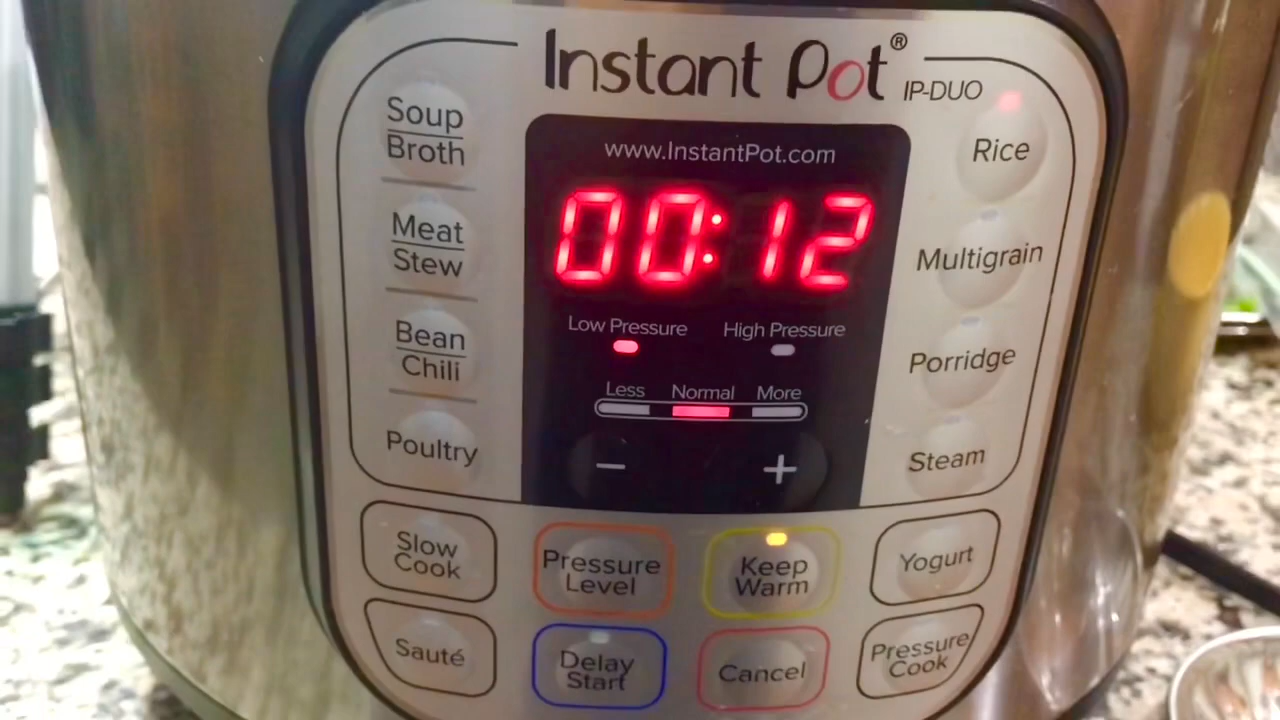 Instant Pot®
IP-DUO
www.InstantPot.com
00:12
Low Pressure
High Pressure
Less
Normal
More
−
+
Soup
Broth
Meat
Stew
Bean
Chili
Poultry
Rice
Multigrain
Porridge
Steam
Slow
Cook
Pressure
Level
Keep
Warm
Yogurt
Sauté
Delay
Start
Cancel
Pressure
Cook